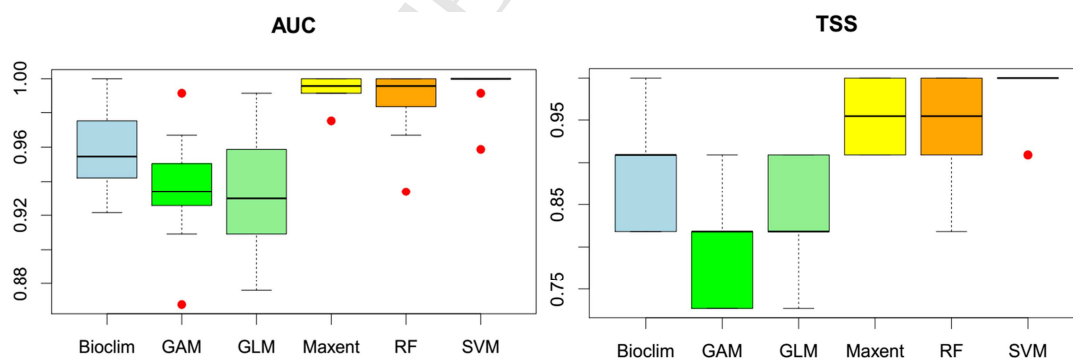 AUC
1.00
0.96
0.92
0.88
Bioclim GAM GLM Maxent RF SVM
TSS
0.95
0.85
0.75
Bioclim GAM GLM Maxent RF SVM